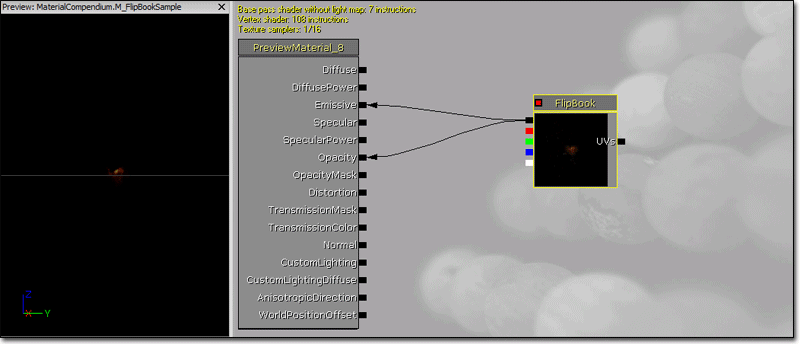 Preview: MaterialCompendium.M_FlipBookSample
Base pass shader without light map: 7 instructions
Vertex shader: 108 instructions
Texture samplers: 1/16
PreviewMaterial_8
Diffuse
DiffusePower
Emissive
Specular
SpecularPower
Opacity
OpacityMask
Distortion
TransmissionMask
TransmissionColor
Normal
CustomLighting
CustomLightingDiffuse
AnisotropicDirection
WorldPositionOffset
FlipBook
UVs
Z
X Y